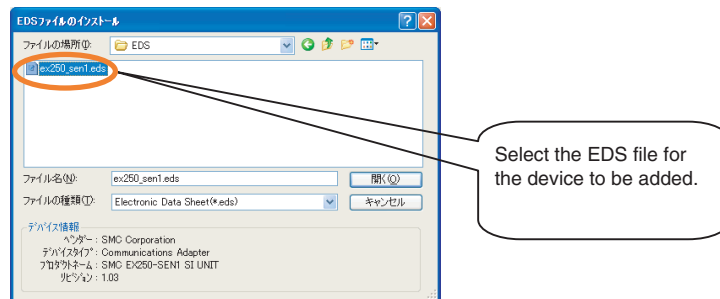 EDSファイルのインストール
ファイルの場所(I):
EDS
ex250_sen1.eds
ファイル名(N):
ex250_sen1.eds
開く(O)
ファイルの種類(T):
Electronic Data Sheet(*.eds)
キャンセル
デバイス情報
ベンダー : SMC Corporation
デバイスタイプ : Communications Adapter
プロダクトネーム : SMC EX250-SEN1 SI UNIT
リビジョン : 1.03
Select the EDS file for
the device to be added.